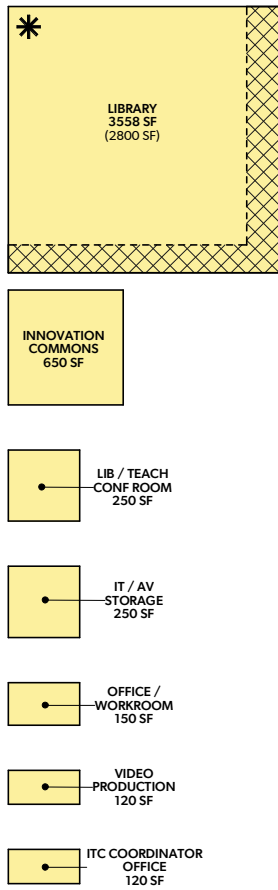 LIBRARY
3558 SF
(2800 SF)
INNOVATION
COMMONS
650 SF
LIB / TEACH
CONF ROOM
250 SF
IT / AV
STORAGE
250 SF
OFFICE /
WORKROOM
150 SF
VIDEO
PRODUCTION
120 SF
ITC COORDINATOR
OFFICE
120 SF